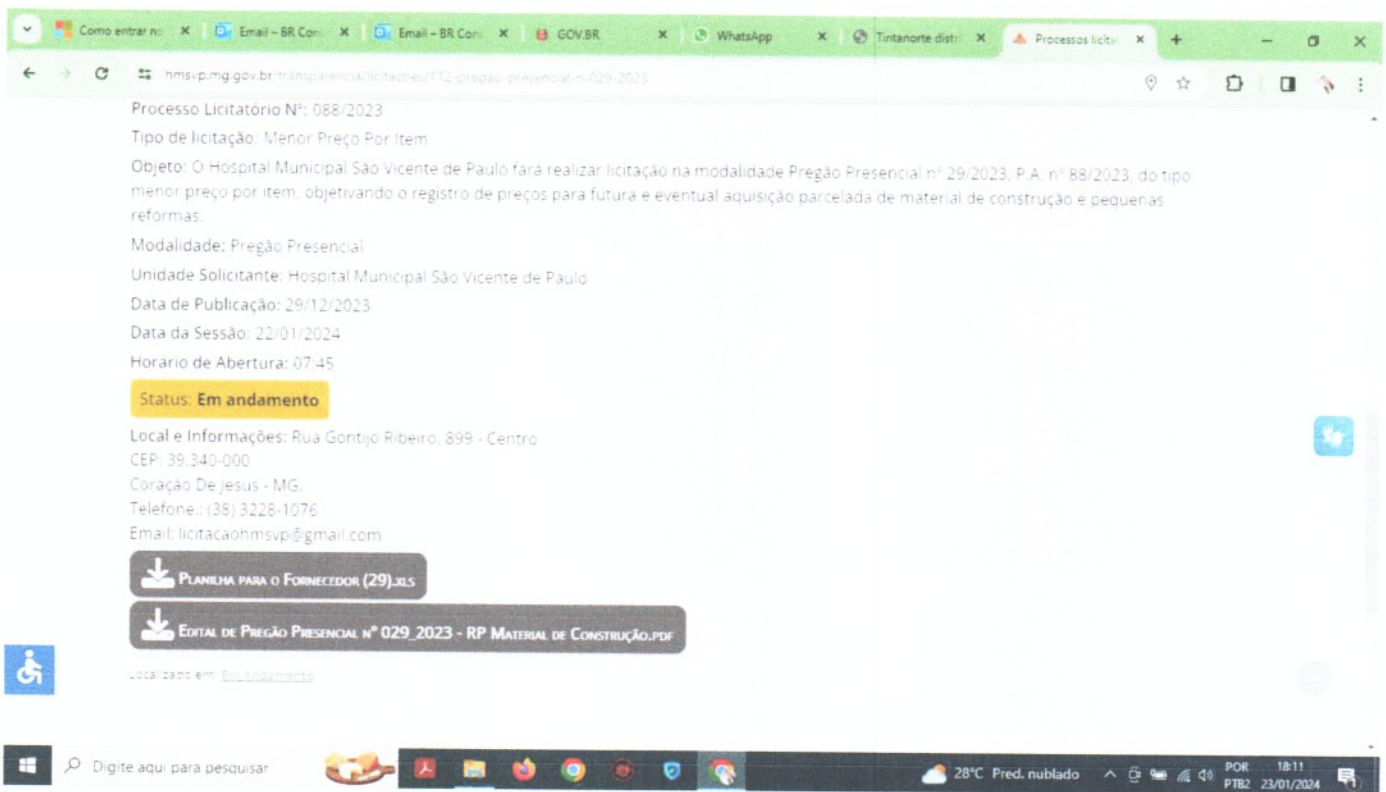 Como entrar no
Email – BR Con
Email – BR Con
GOV.BR
WhatsApp
Tintanorte distri
Processos licita
hmsvp.mg.gov.br/transparencia/licitacoes/112-pregao-presencial-n-029-2023
Processo Licitatório Nº: 088/2023
Tipo de licitação: Menor Preço Por Item
Objeto: O Hospital Municipal São Vicente de Paulo fará realizar licitação na modalidade Pregão Presencial nº 29/2023, P.A. nº 88/2023, do tipo
menor preço por item, objetivando o registro de preços para futura e eventual aquisição parcelada de material de construção e pequenas
reformas.
Modalidade: Pregão Presencial
Unidade Solicitante: Hospital Municipal São Vicente de Paulo
Data de Publicação: 29/12/2023
Data da Sessão: 22/01/2024
Horário de Abertura: 07:45
Status: Em andamento
Local e Informações: Rua Gontijo Ribeiro, 899 - Centro
CEP: 39.340-000
Coração De Jesus - MG.
Telefone.: (38) 3228-1076
Email: licitacaohmsvp@gmail.com
Planilha para o Fornecedor (29).xls
Edital de Pregão Presencial nº 029_2023 - RP Material de Construção.pdf
Localizado em: Em Andamento
Digite aqui para pesquisar
28°C Pred. nublado
POR
PTB2
18:11
23/01/2024